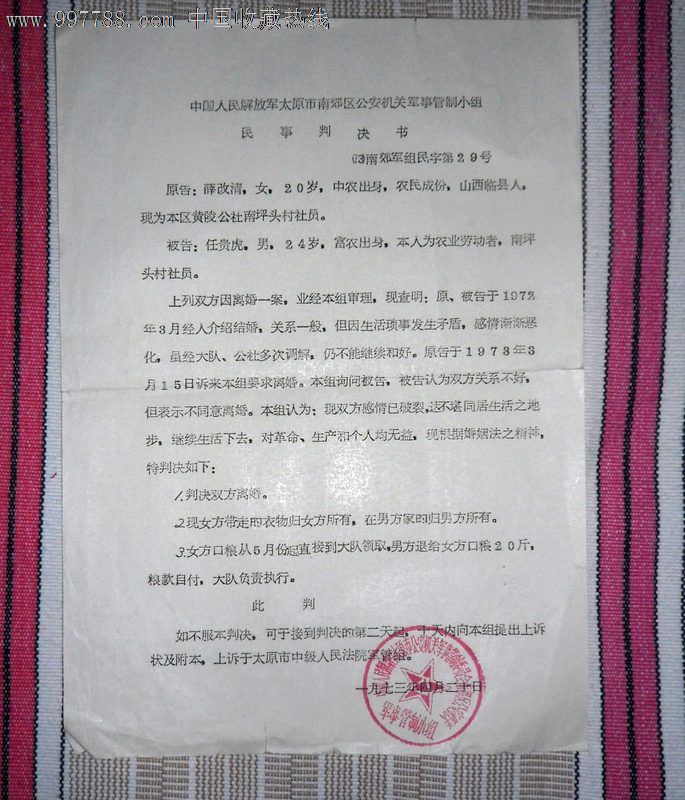 www.997788.com 中国收藏热线
中国人民解放军太原市南郊区公安机关军事管制小组
民事判决书
(73)南郊军组民字第29号
原告：薛改清，女，20岁，中农出身，农民成份，山西临县人，
现为本区黄陵公社南坪头村社员。
被告：任贵虎，男，24岁，富农出身，本人为农业劳动者，南坪
头村社员。
上列双方因离婚一案，业经本组审理，现查明：原、被告于1972
年3月经人介绍结婚，关系一般，但因生活琐事发生矛盾，感情渐渐恶
化，虽经大队、公社多次调解，仍不能继续和好。原告于1973年3
月15日诉来本组要求离婚。本组询问被告，被告认为双方关系不好，
但表示不同意离婚。本组认为：现双方感情已破裂，达不堪同居生活之地
步，继续生活下去，对革命、生产和个人均无益，现根据婚姻法之精神，
特判决如下：
1.判决双方离婚。
2.现女方带走的衣物归女方所有，在男方家的归男方所有。
3.女方口粮从5月份起直接到大队领取，男方退给女方口粮20斤，
粮款自付，大队负责执行。
此判
如不服本判决，可于接到判决的第二天起，十天内向本组提出上诉
状及附本，上诉于太原市中级人民法院军管组。
一九七三年四月二十日